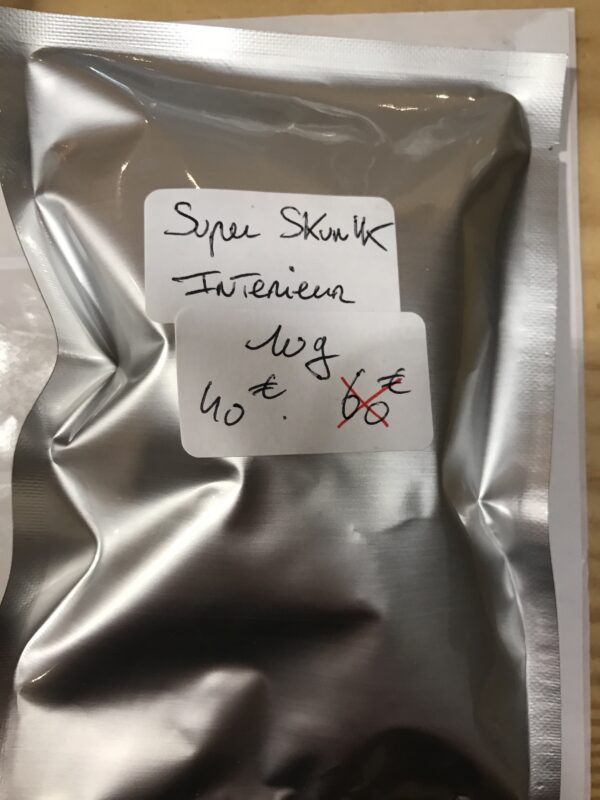 Super Skunk
Interieur
10g
40€. 60€